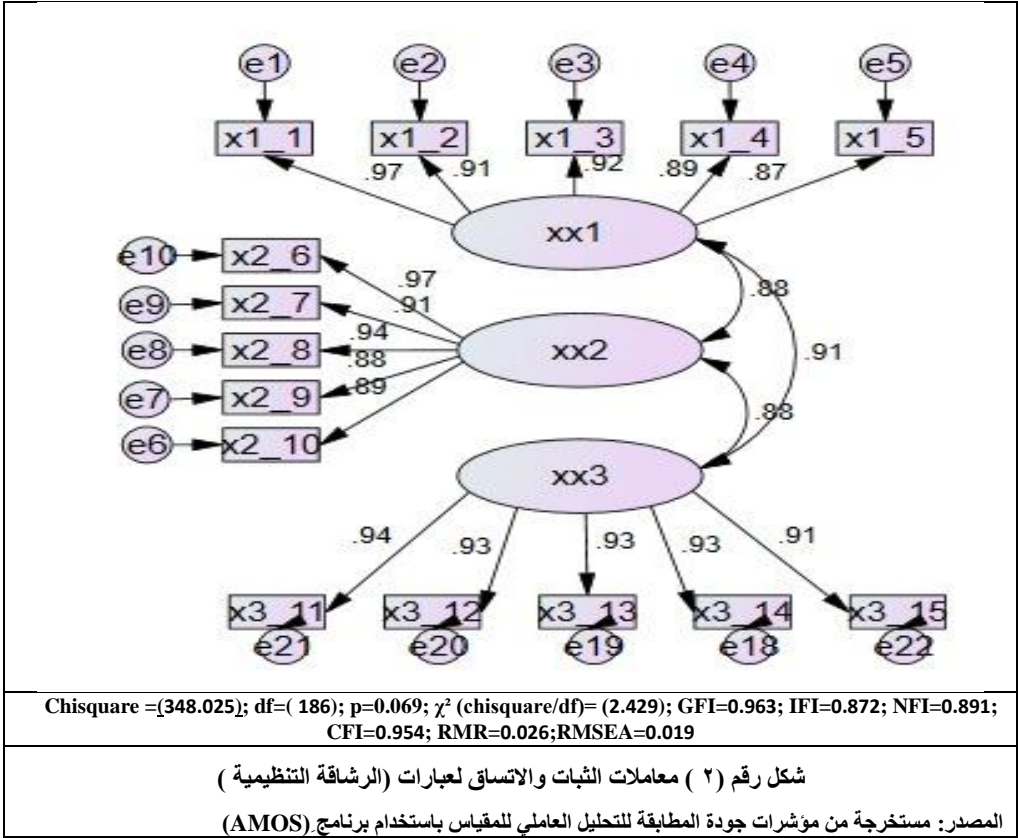 e1 e2 e3 e4 e5
x1_1 x1_2 x1_3 x1_4 x1_5
.97 .91 .92 .89 .87
xx1
e10 x2_6
e9 x2_7
e8 x2_8
e7 x2_9
e6 x2_10
.97
.91
.94
.88
.89
xx2
.88
.91
.88
xx3
.94 .93 .93 .93 .91
x3_11 x3_12 x3_13 x3_14 x3_15
e21 e20 e19 e18 e22
Chisquare =(348.025); df=( 186); p=0.069; χ² (chisquare/df)= (2.429); GFI=0.963; IFI=0.872; NFI=0.891;
CFI=0.954; RMR=0.026;RMSEA=0.019
شكل رقم (٢ ) معاملات الثبات والاتساق لعبارات (الرشاقة التنظيمية )
المصدر: مستخرجة من مؤشرات جودة المطابقة للتحليل العاملي للمقياس باستخدام برنامج (AMOS)